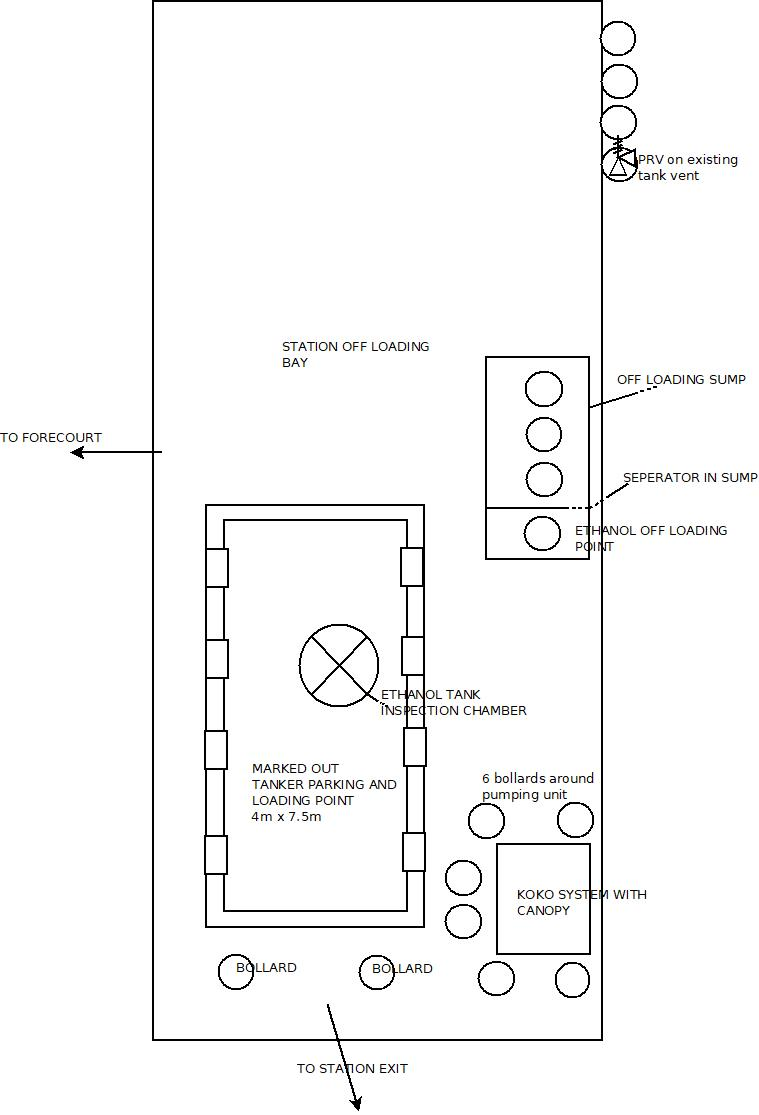 PRV on existing
tank vent
STATION OFF LOADING
BAY
OFF LOADING SUMP
TO FORECOURT
SEPERATOR IN SUMP
ETHANOL OFF LOADING
POINT
ETHANOL TANK
INSPECTION CHAMBER
MARKED OUT
TANKER PARKING AND
LOADING POINT
4m x 7.5m
6 bollards around
pumping unit
KOKO SYSTEM WITH
CANOPY
BOLLARD
BOLLARD
TO STATION EXIT